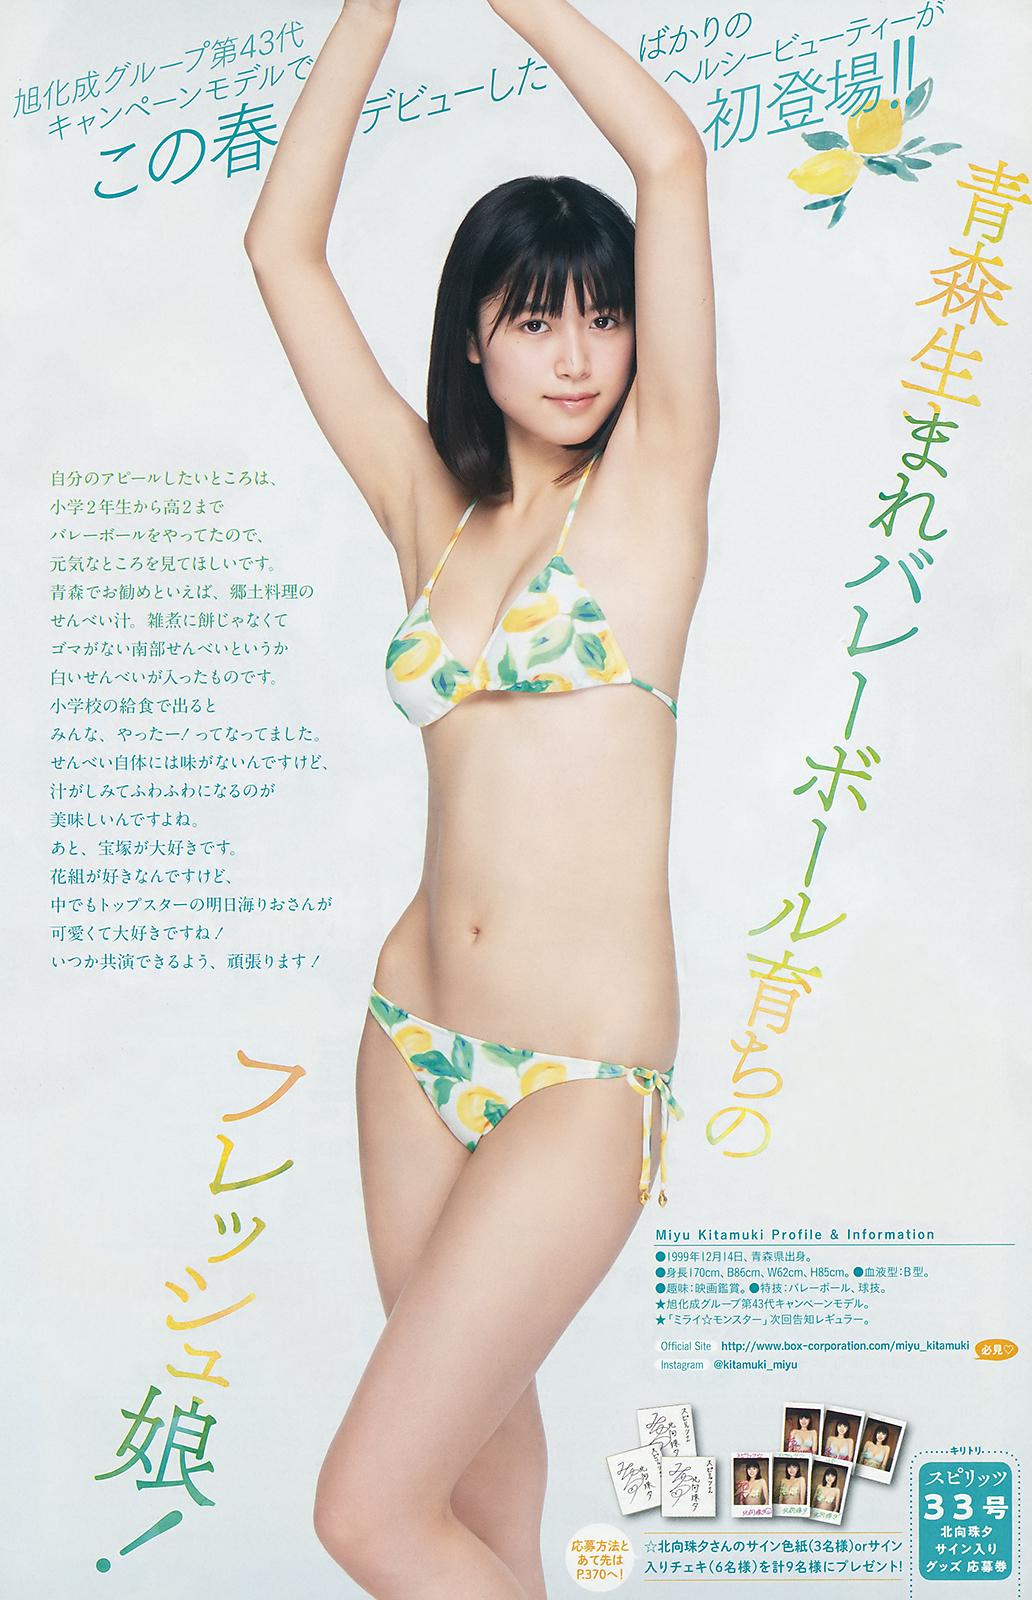 旭化成グループ第43代
キャンペーンモデルで
この春
デビューした
ばかりの
ヘルシービューティーが
初登場!!
青森生まれバレーボール育ちの
フレッシュ娘!
自分のアピールしたいところは、
小学2年生から高2まで
バレーボールをやってたので、
元気なところを見てほしいです。
青森でお勧めといえば、郷土料理の
せんべい汁。雑煮に餅じゃなくて
ゴマがない南部せんべいというか
白いせんべいが入ったものです。
小学校の給食で出ると
みんな、やったー!ってなってました。
せんべい自体には味がないんですけど、
汁がしみてふわふわになるのが
美味しいんですよね。
あと、宝塚が大好きです。
花組が好きなんですけど、
中でもトップスターの明日海りおさんが
可愛くて大好きですね!
いつか共演できるよう、頑張ります!
Miyu Kitamuki Profile & Information
●1999年12月14日、青森県出身。
●身長170cm、B86cm、W62cm、H85cm。●血液型:B型。
●趣味:映画鑑賞。●特技:バレーボール、球技。
★旭化成グループ第43代キャンペーンモデル。
★「ミライ☆モンスター」次回告知レギュラー。
Official Site http://www.box-corporation.com/miyu_kitamuki 必見♡
Instagram @kitamuki_miyu
応募方法と
あて先は
P.370へ!
☆北向珠夕さんのサイン色紙(3名様)orサイン
入りチェキ(6名様)を計9名様にプレゼント!
キリトリ
スピリッツ
33号
北向珠夕
サイン入り
グッズ 応募券